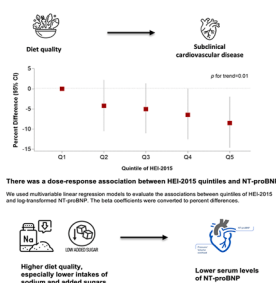 Diet quality
Subclinical
cardiovascular disease
p for trend=0.01
Percent Difference (95% CI)
5
0
-5
-10
-15
Q1 Q2 Q3 Q4 Q5
Quintile of HEI-2015
There was a dose-response association between HEI-2015 quintiles and NT-proBNP
We used multivariable linear regression models to evaluate the associations between quintiles of HEI-2015
and log-transformed NT-proBNP. The beta coefficients were converted to percent differences.
Na
LOW ADDED SUGAR
Higher diet quality,
especially lower intakes of
sodium and added sugars
Lower serum levels
of NT-proBNP